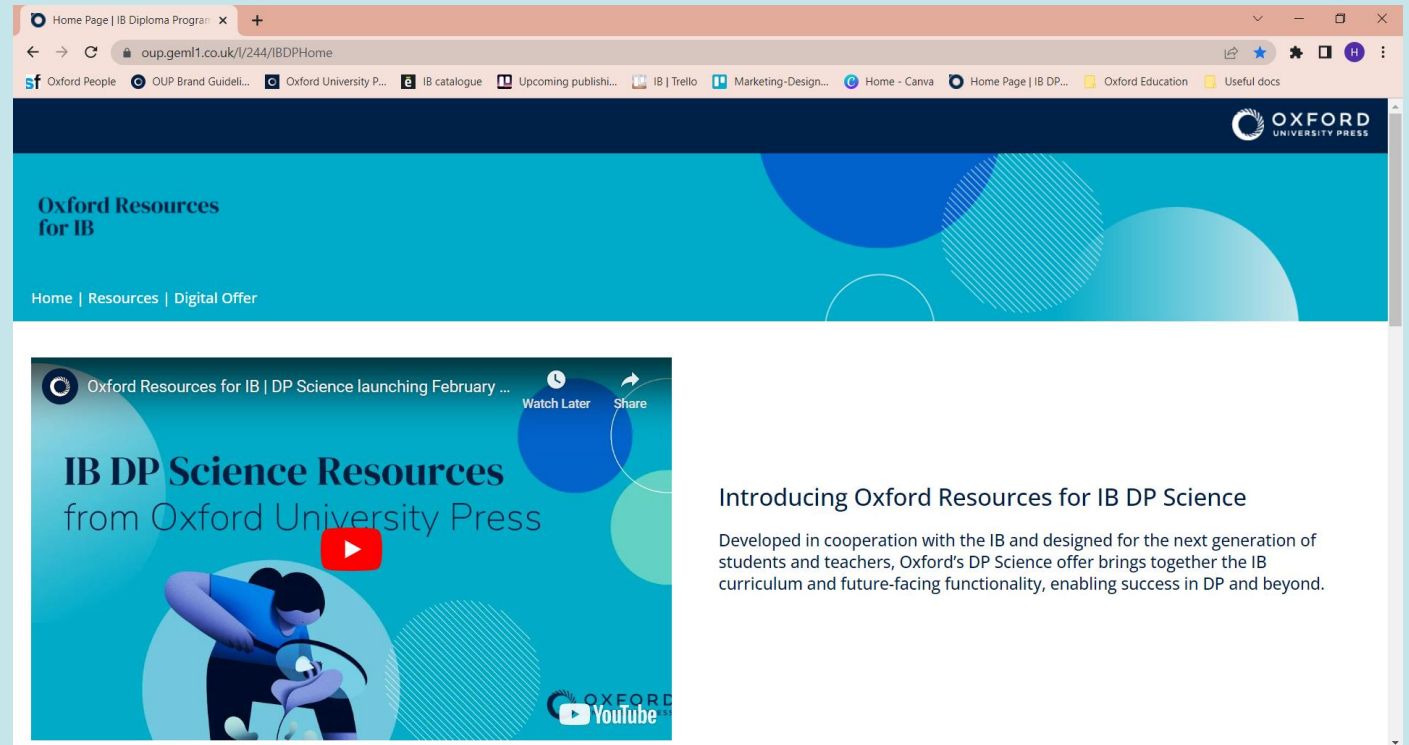 Home Page | IB Diploma Program
oup.geml1.co.uk/l/244/IBDPHome
Oxford People
OUP Brand Guideli...
Oxford University P...
IB catalogue
Upcoming publishi...
IB | Trello
Marketing-Design...
Home - Canva
Home Page | IB DP...
Oxford Education
Useful docs
H
OXFORD
UNIVERSITY PRESS
Oxford Resources
for IB
Home | Resources | Digital Offer
Oxford Resources for IB | DP Science launching February ...
Watch Later
Share
IB DP Science Resources
from Oxford University Press
OXFORD
YouTube
Introducing Oxford Resources for IB DP Science
Developed in cooperation with the IB and designed for the next generation of
students and teachers, Oxford’s DP Science offer brings together the IB
curriculum and future-facing functionality, enabling success in DP and beyond.